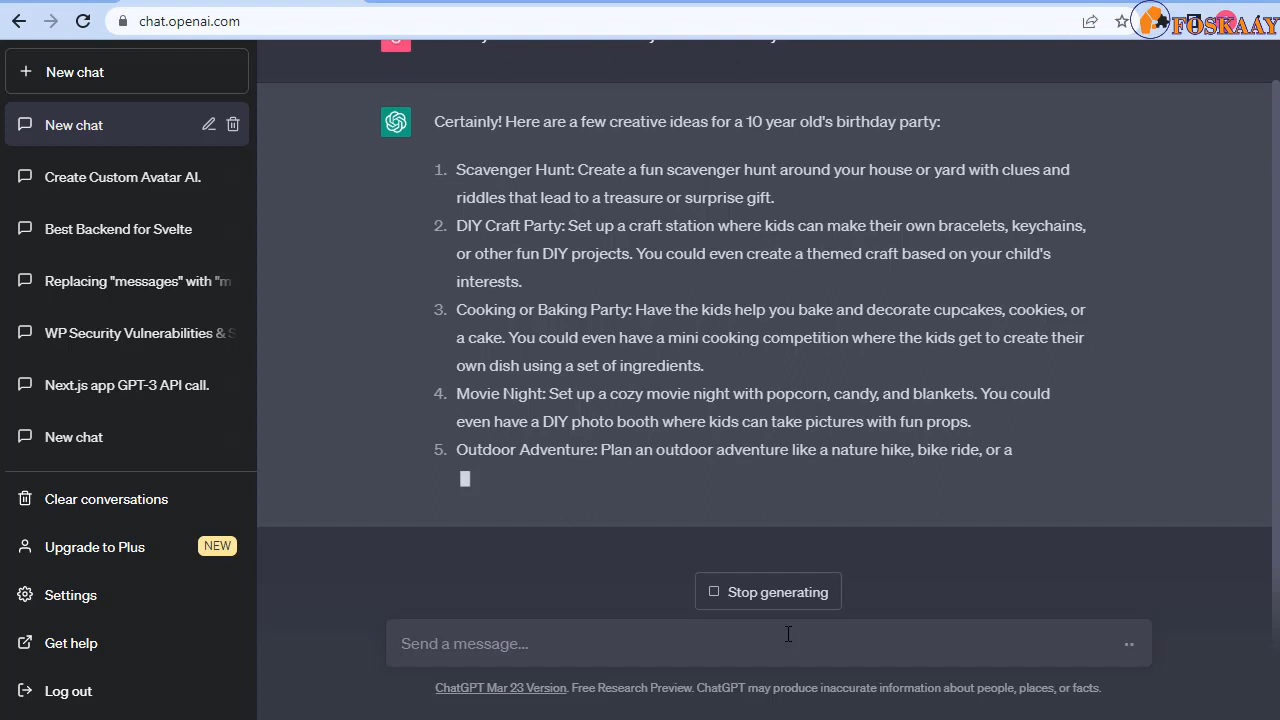 chat.openai.com
FOSKAAY
New chat
New chat
Create Custom Avatar AI.
Best Backend for Svelte
Replacing "messages" with "m
WP Security Vulnerabilities & S
Next.js app GPT-3 API call.
New chat
Clear conversations
Upgrade to Plus NEW
Settings
Get help
Log out
Certainly! Here are a few creative ideas for a 10 year old's birthday party:
1. Scavenger Hunt: Create a fun scavenger hunt around your house or yard with clues and
riddles that lead to a treasure or surprise gift.
2. DIY Craft Party: Set up a craft station where kids can make their own bracelets, keychains,
or other fun DIY projects. You could even create a themed craft based on your child's
interests.
3. Cooking or Baking Party: Have the kids help you bake and decorate cupcakes, cookies, or
a cake. You could even have a mini cooking competition where the kids get to create their
own dish using a set of ingredients.
4. Movie Night: Set up a cozy movie night with popcorn, candy, and blankets. You could
even have a DIY photo booth where kids can take pictures with fun props.
5. Outdoor Adventure: Plan an outdoor adventure like a nature hike, bike ride, or a
Stop generating
Send a message...
ChatGPT Mar 23 Version. Free Research Preview. ChatGPT may produce inaccurate information about people, places, or facts.